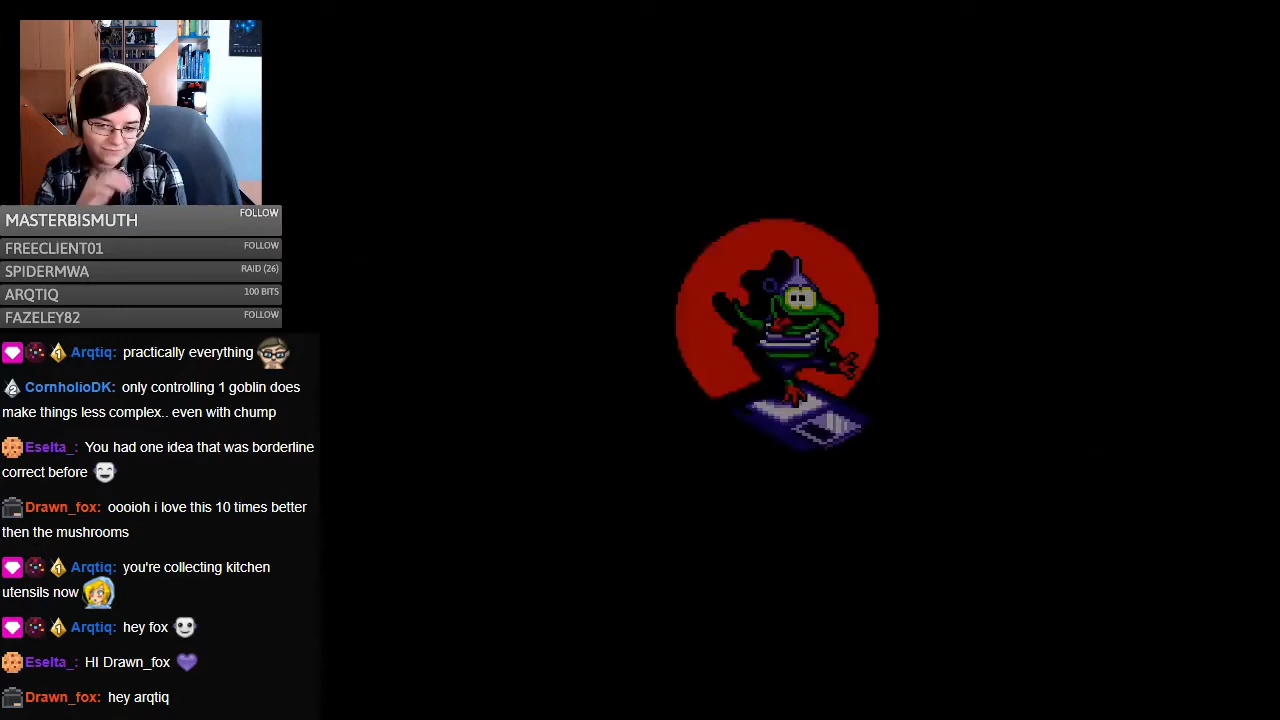 MASTERBISMUTH FOLLOW
FREECLIENT01 FOLLOW
SPIDERMWA RAID (26)
ARQTIQ 100 BITS
FAZELEY82 FOLLOW
Arqtiq: practically everything
CornholioDK: only controlling 1 goblin does
make things less complex.. even with chump
Eselta_: You had one idea that was borderline
correct before
Drawn_fox: oooioh i love this 10 times better
then the mushrooms
Arqtiq: you're collecting kitchen
utensils now
Arqtiq: hey fox
Eselta_: HI Drawn_fox
Drawn_fox: hey arqtiq